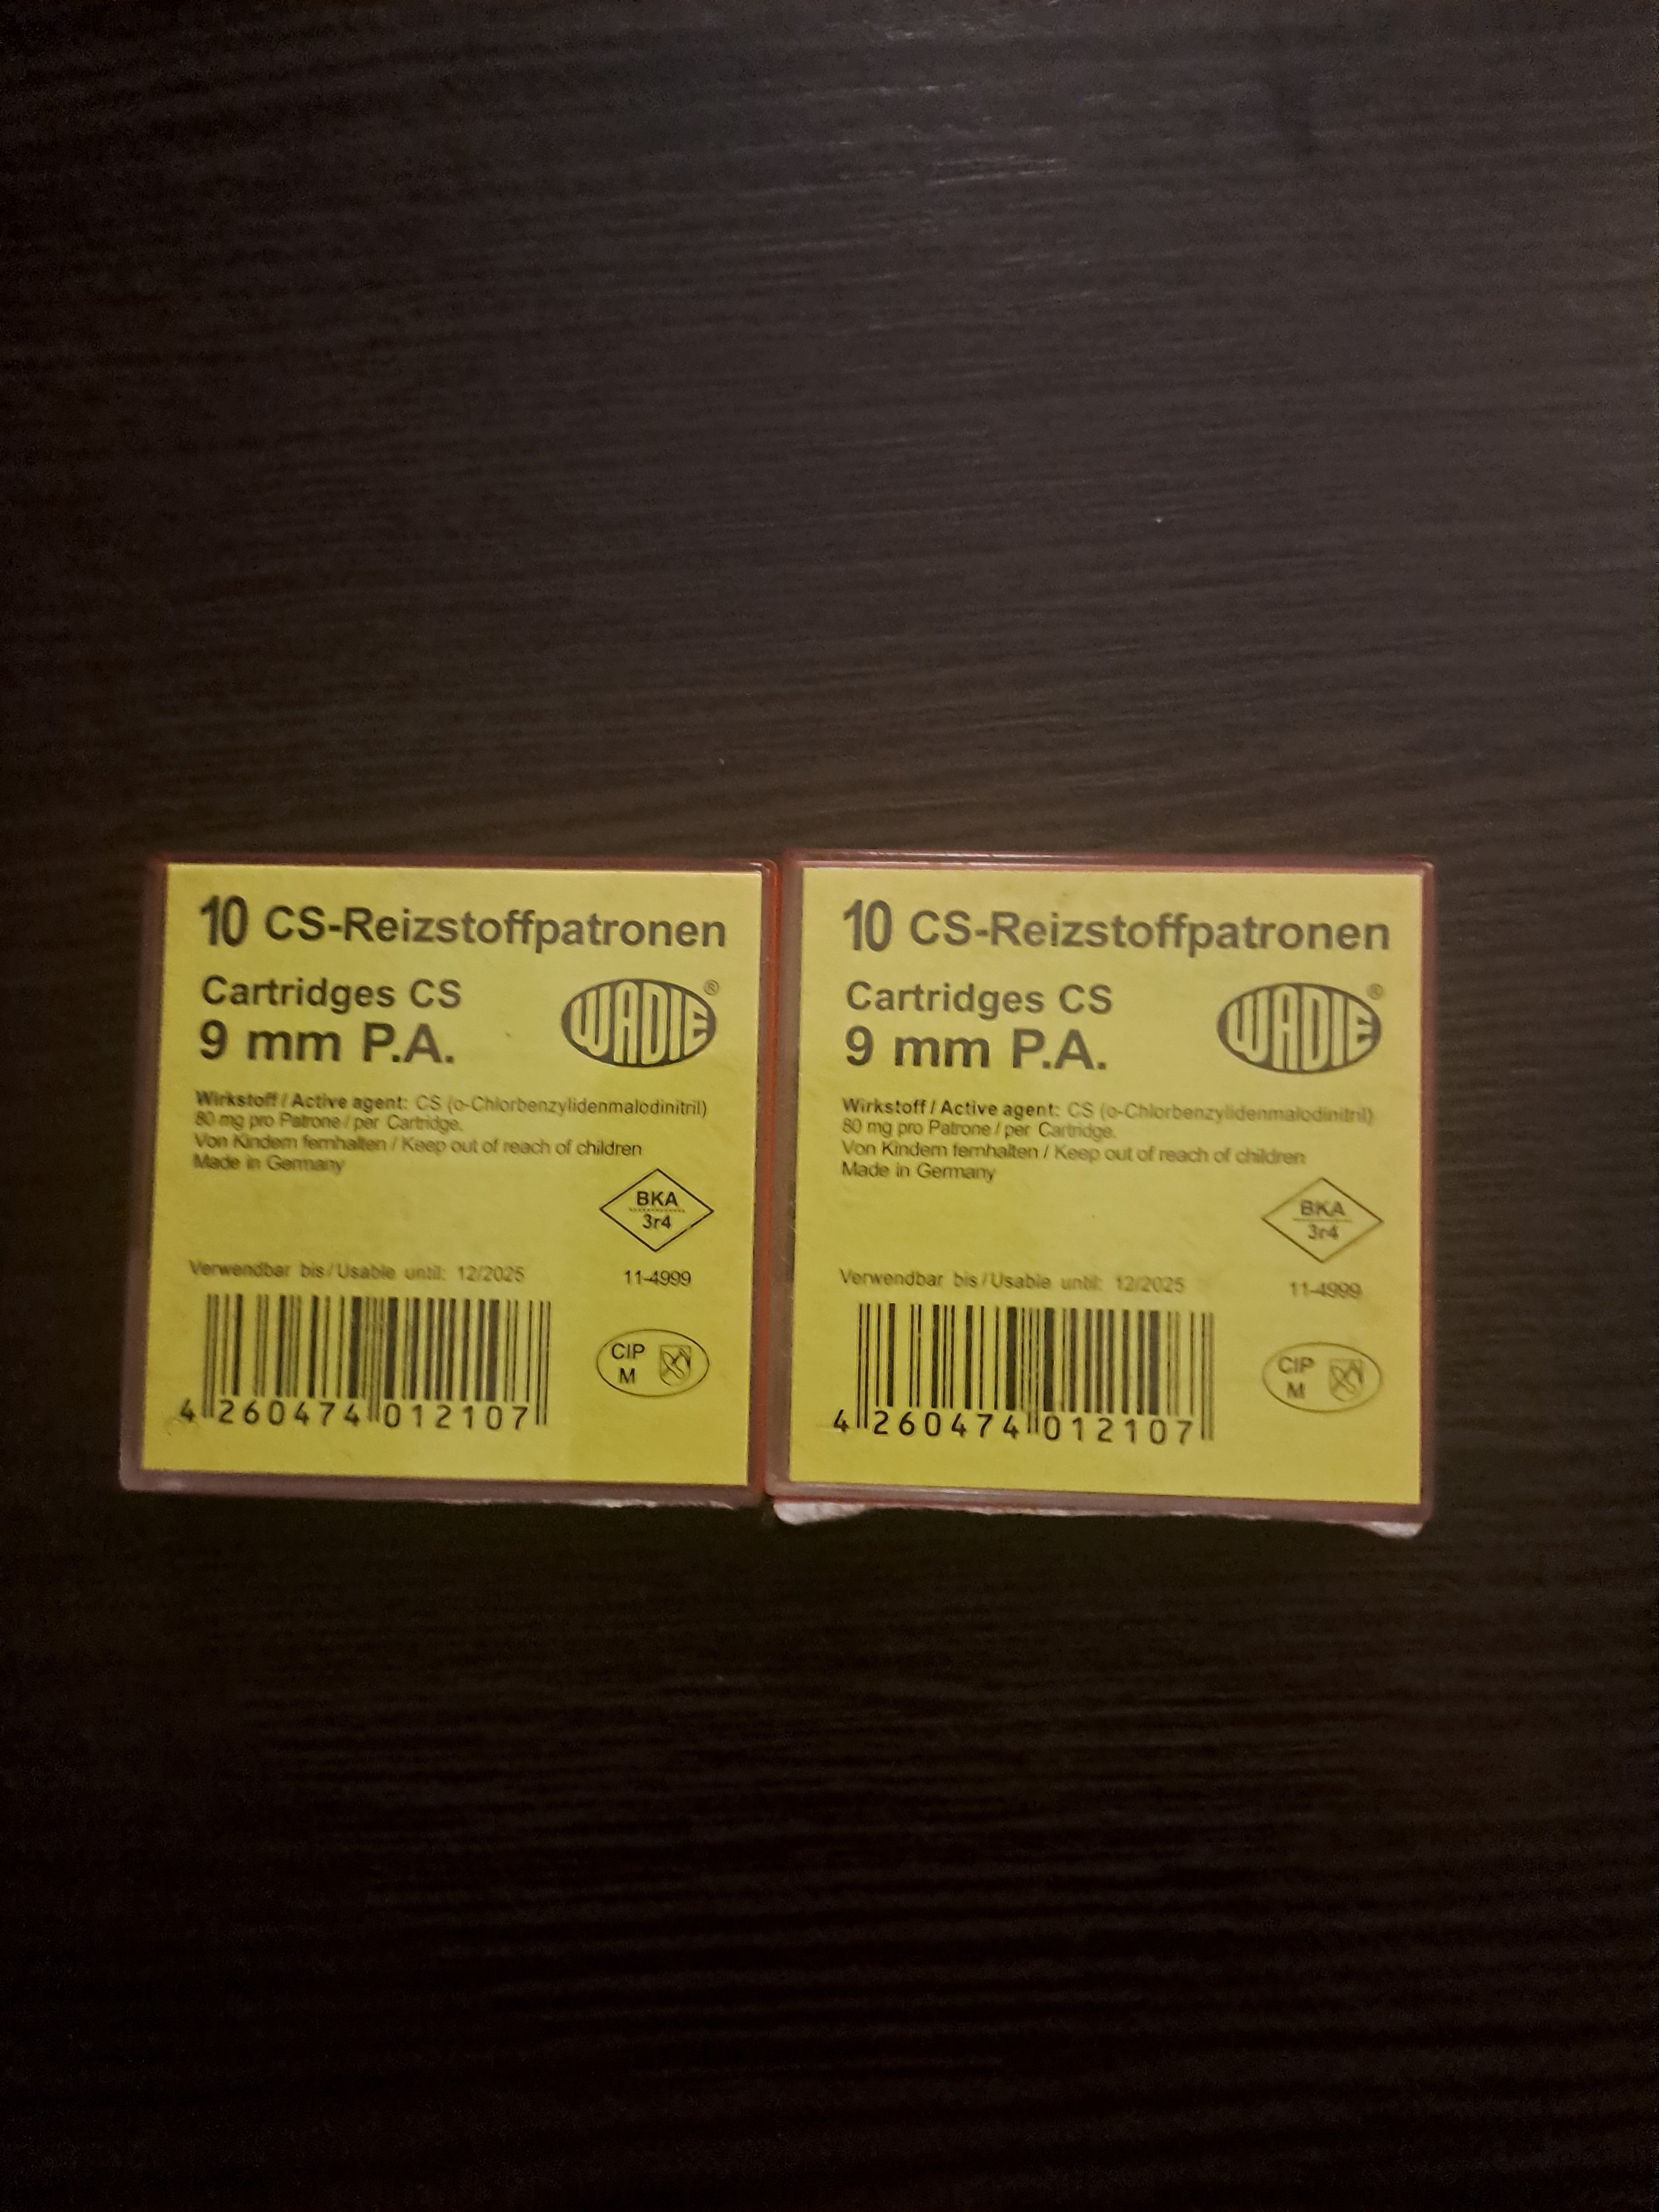 10 CS-Reizstoffpatronen
Cartridges CS
9 mm P.A.
WADIE®
Wirkstoff / Active agent: CS (o-Chlorbenzylidenmalodinitril)
80 mg pro Patrone / per Cartridge.
Von Kindern fernhalten / Keep out of reach of children
Made in Germany
BKA
3r4
Verwendbar bis / Usable until: 12/2025
11-4999
CIP
M
4 260474 012107
10 CS-Reizstoffpatronen
Cartridges CS
9 mm P.A.
WADIE®
Wirkstoff / Active agent: CS (o-Chlorbenzylidenmalodinitril)
80 mg pro Patrone / per Cartridge.
Von Kindern fernhalten / Keep out of reach of children
Made in Germany
BKA
3r4
Verwendbar bis / Usable until: 12/2025
11-4999
CIP
M
4 260474 012107